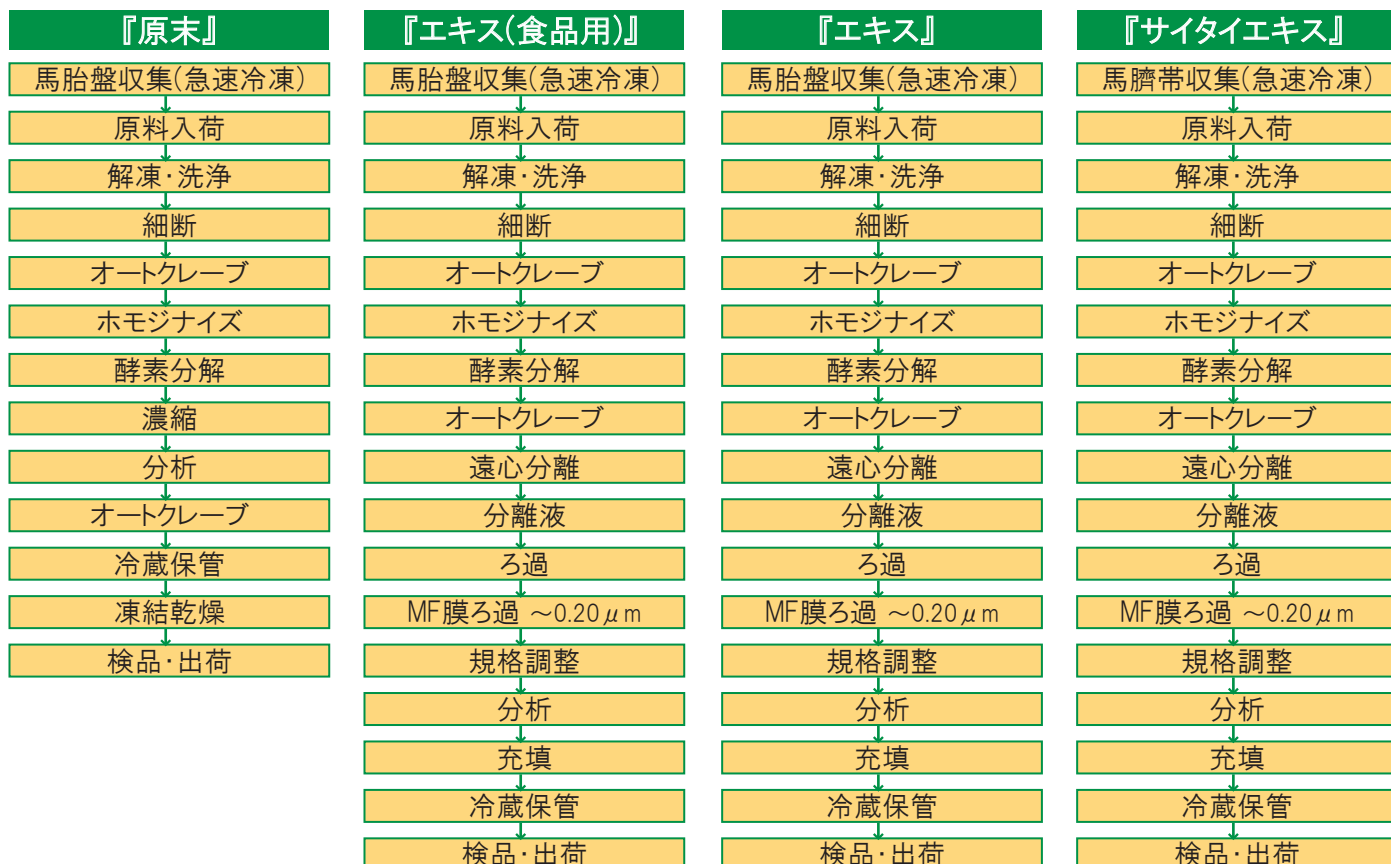 『原末』
馬胎盤収集(急速冷凍)
原料入荷
解凍･洗浄
細断
オートクレーブ
ホモジナイズ
酵素分解
濃縮
分析
オートクレーブ
冷蔵保管
凍結乾燥
検品･出荷
『エキス(食品用)』
馬胎盤収集(急速冷凍)
原料入荷
解凍･洗浄
細断
オートクレーブ
ホモジナイズ
酵素分解
オートクレーブ
遠心分離
分離液
ろ過
MF膜ろ過 ～0.20μm
規格調整
分析
充填
冷蔵保管
検品･出荷
『エキス』
馬胎盤収集(急速冷凍)
原料入荷
解凍･洗浄
細断
オートクレーブ
ホモジナイズ
酵素分解
オートクレーブ
遠心分離
分離液
ろ過
MF膜ろ過 ～0.20μm
規格調整
分析
充填
冷蔵保管
検品･出荷
『サイタイエキス』
馬臍帯収集(急速冷凍)
原料入荷
解凍･洗浄
細断
オートクレーブ
ホモジナイズ
酵素分解
オートクレーブ
遠心分離
分離液
ろ過
MF膜ろ過 ～0.20μm
規格調整
分析
充填
冷蔵保管
検品･出荷